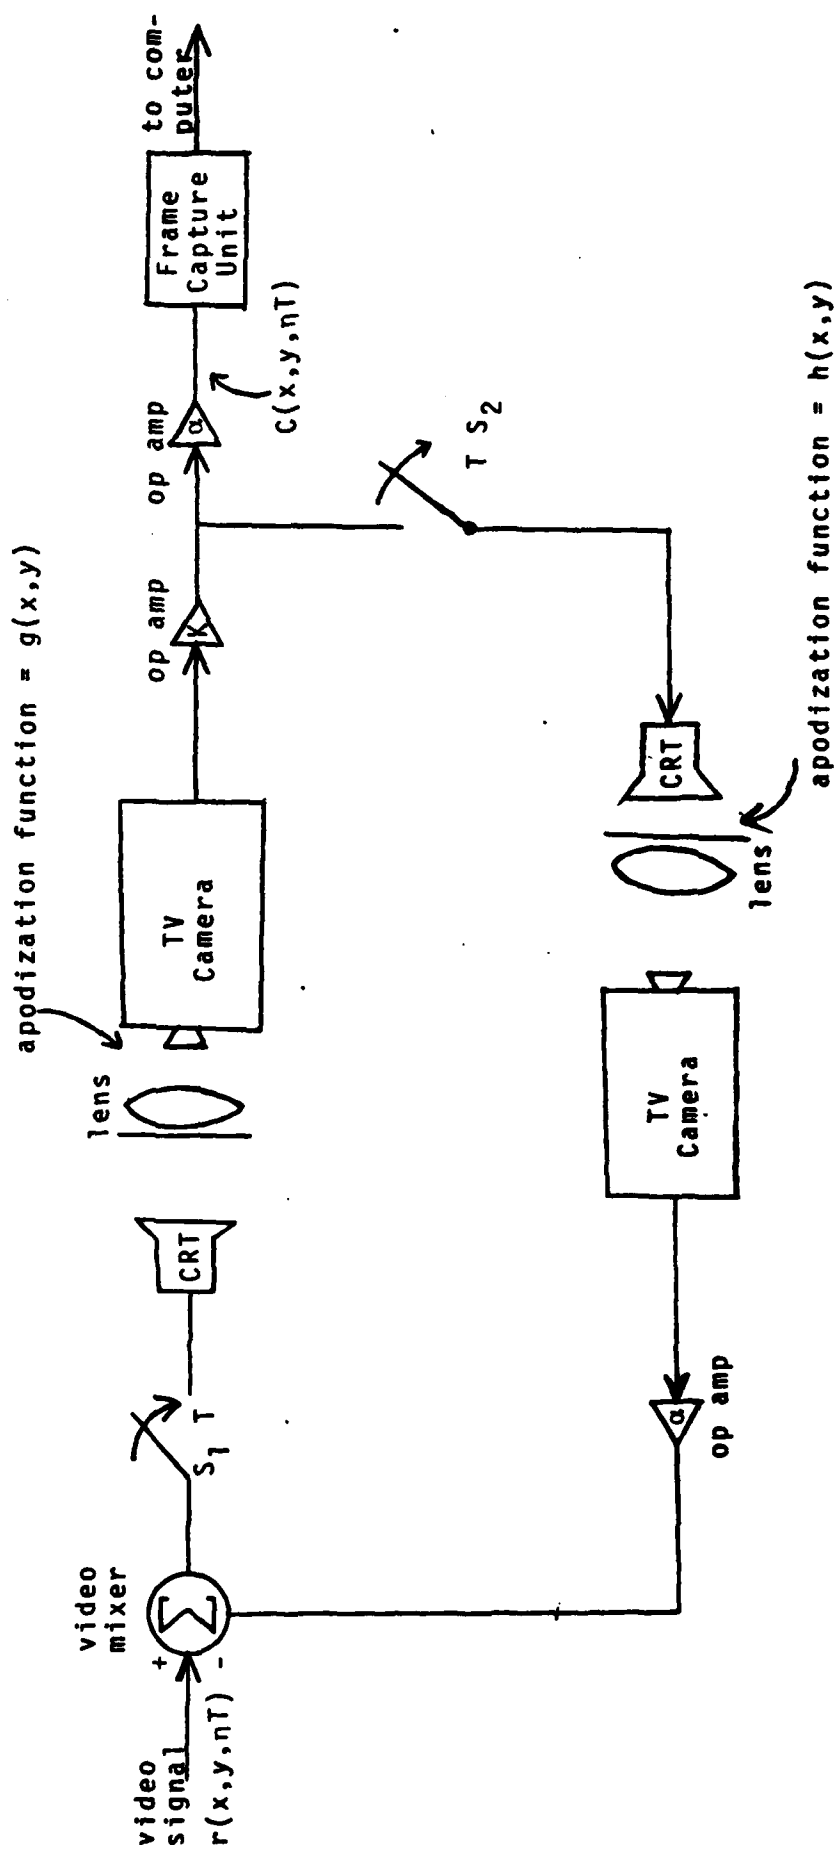 apodization function = g(x,y)
video
mixer
lens
op amp
op amp
to com-
puter
video
signal
r(x,y,nT)
+
-
Σ
S1 T
CRT
TV
Camera
K
α
C(x,y,nT)
Frame
Capture
Unit
T S2
op amp
α
TV
Camera
lens
CRT
apodization function = h(x,y)